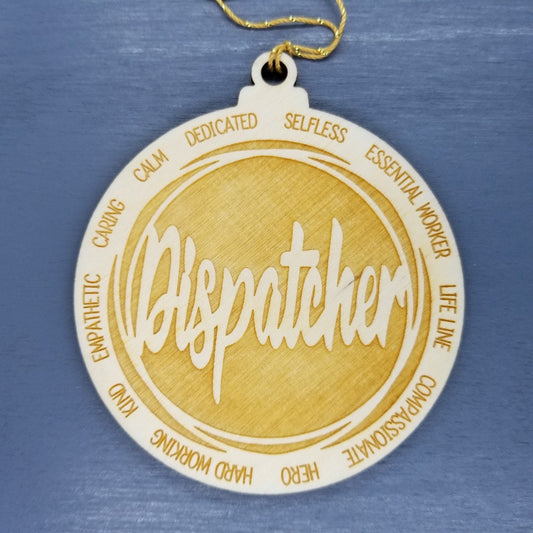 Dispatcher
DEDICATED
SELFLESS
ESSENTIAL WORKER
LIFE LINE
COMPASSIONATE
HERO
HARD WORKING
KIND
EMPATHETIC
CARING
CALM